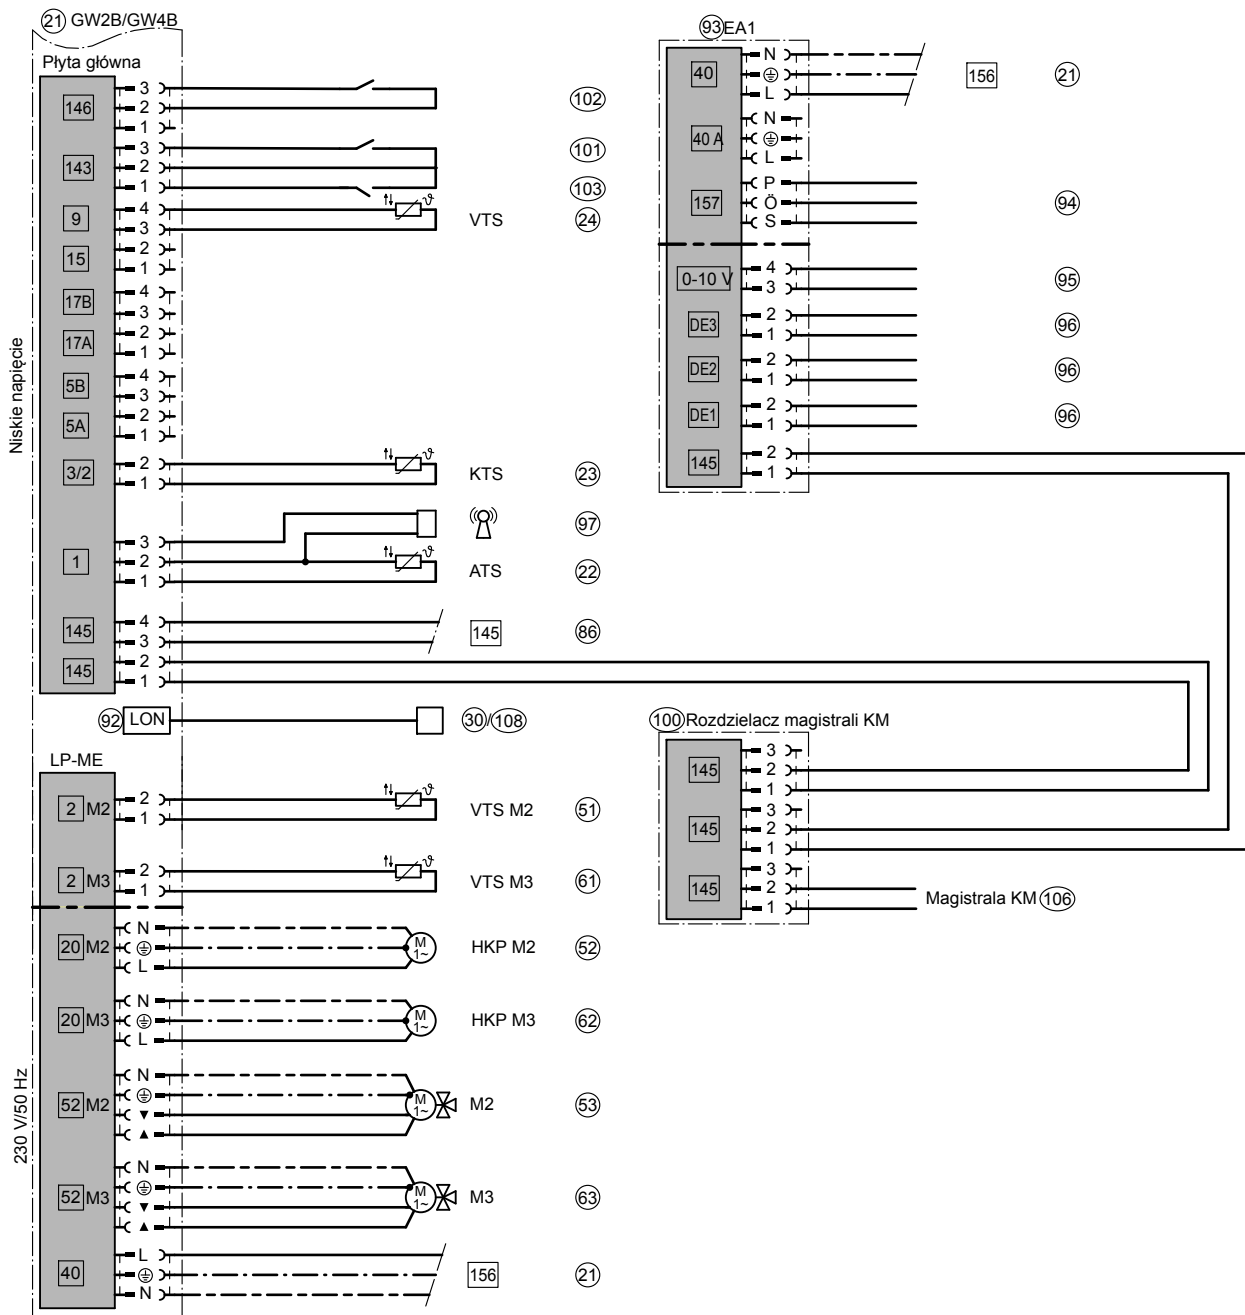 21 GW2B/GW4B
Płyta główna
Niskie napięcie
146
3
2
1
102
143
3
2
1
101
103
9
4
3
VTS 24
15
2
1
17B
4
3
17A
2
1
5B
4
3
5A
2
1
3/2
2
1
KTS 23
1
3
2
1
97
ATS 22
145
4
3
145 86
145
2
1
92 LON 30/108
LP-ME
230 V/50 Hz
2 M2
2
1
VTS M2 51
2 M3
2
1
VTS M3 61
20 M2
N
L
M
1~
HKP M2 52
20 M3
N
L
M
1~
HKP M3 62
52 M2
N
▼
▲
M
1~
M2 53
52 M3
N
▼
▲
M
1~
M3 63
40
L
N
156 21
93 EA1
40
N
L
156 21
40 A
N
L
157
P
Ö
S
94
0-10 V
4
3
95
DE3
2
1
96
DE2
2
1
96
DE1
2
1
96
145
2
1
100 Rozdzielacz magistrali KM
145
3
2
1
145
3
2
1
145
3
2
1
Magistrala KM 106